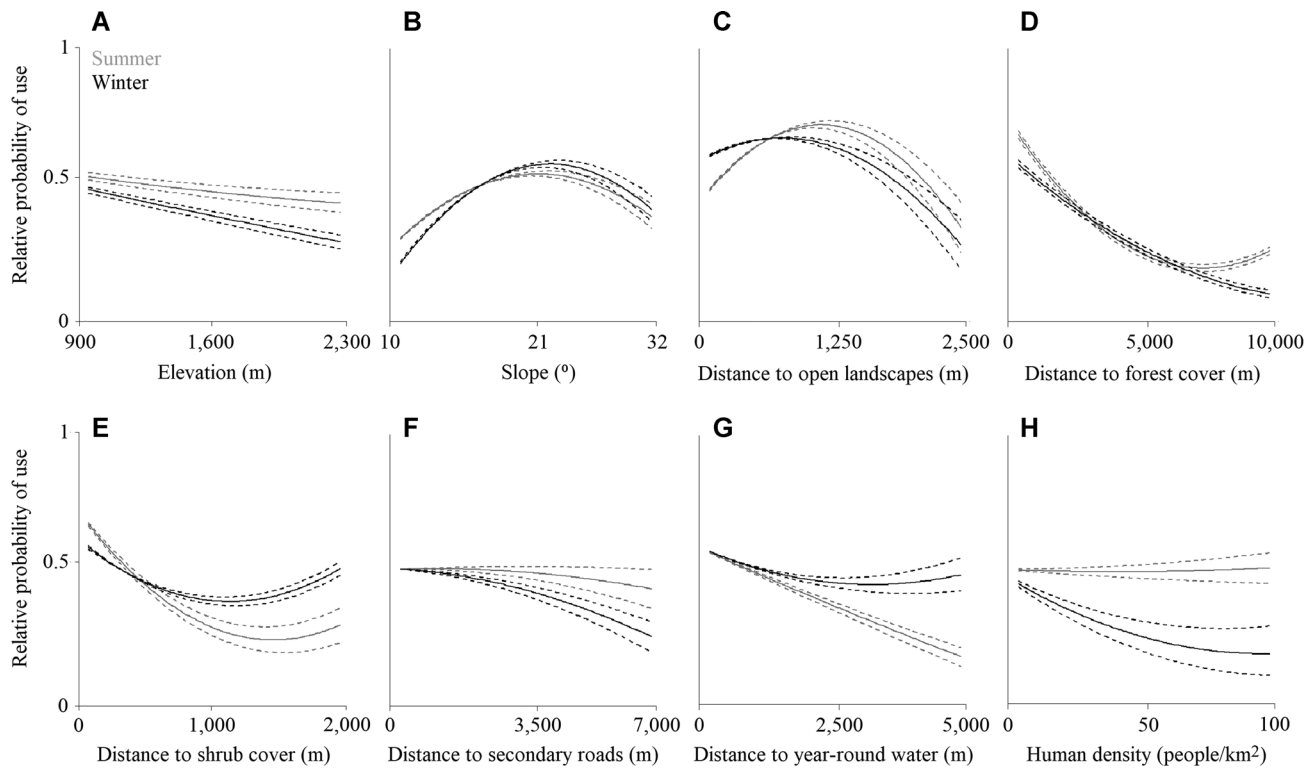 A B C D
1
Summer
Winter
Relative probability of use
0.5
0
900 1,600 2,300 10 21 32 0 1,250 2,500 0 5,000 10,000
Elevation (m) Slope (º) Distance to open landscapes (m) Distance to forest cover (m)
E F G H
1
Relative probability of use
0.5
0
0 1,000 2,000 0 3,500 7,000 0 2,500 5,000 0 50 100
Distance to shrub cover (m) Distance to secondary roads (m) Distance to year-round water (m) Human density (people/km²)